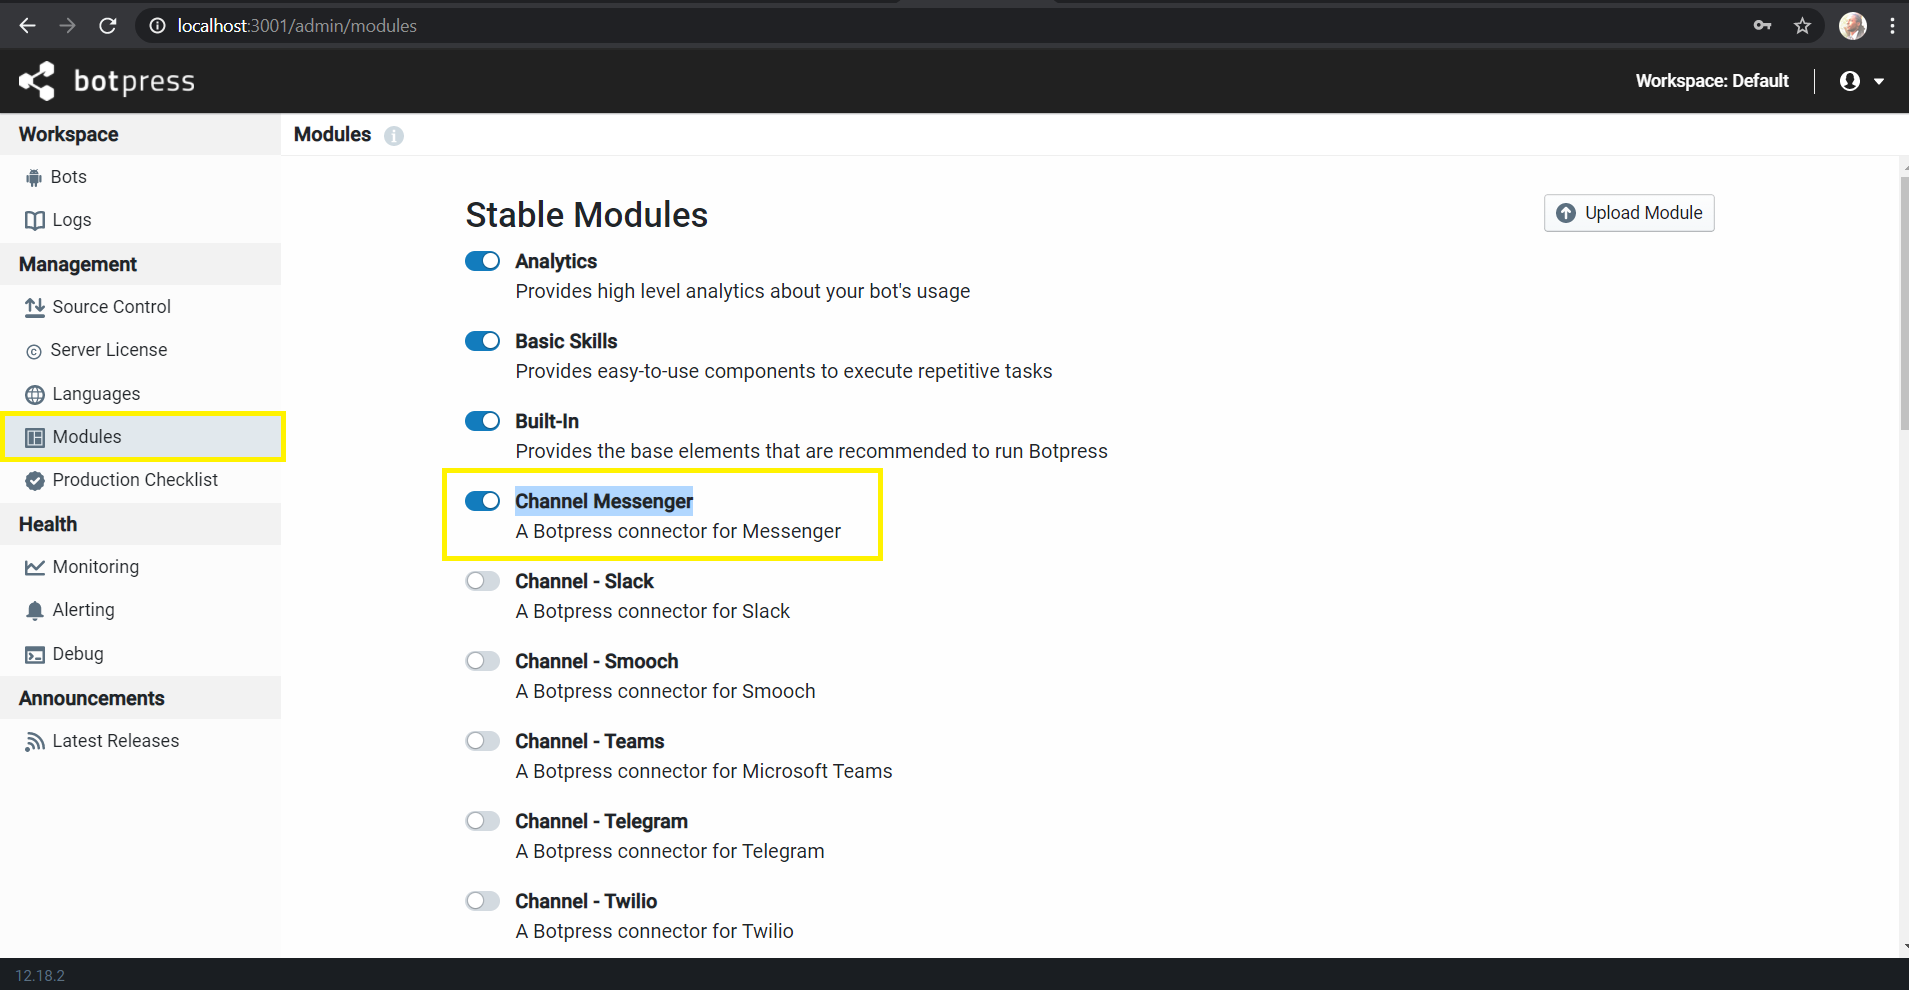 localhost:3001/admin/modules
botpress
Workspace: Default
Workspace
Bots
Logs
Management
Source Control
Server License
Languages
Modules
Production Checklist
Health
Monitoring
Alerting
Debug
Announcements
Latest Releases
Modules
Stable Modules
Upload Module
Analytics
Provides high level analytics about your bot's usage
Basic Skills
Provides easy-to-use components to execute repetitive tasks
Built-In
Provides the base elements that are recommended to run Botpress
Channel Messenger
A Botpress connector for Messenger
Channel - Slack
A Botpress connector for Slack
Channel - Smooch
A Botpress connector for Smooch
Channel - Teams
A Botpress connector for Microsoft Teams
Channel - Telegram
A Botpress connector for Telegram
Channel - Twilio
A Botpress connector for Twilio
12.18.2